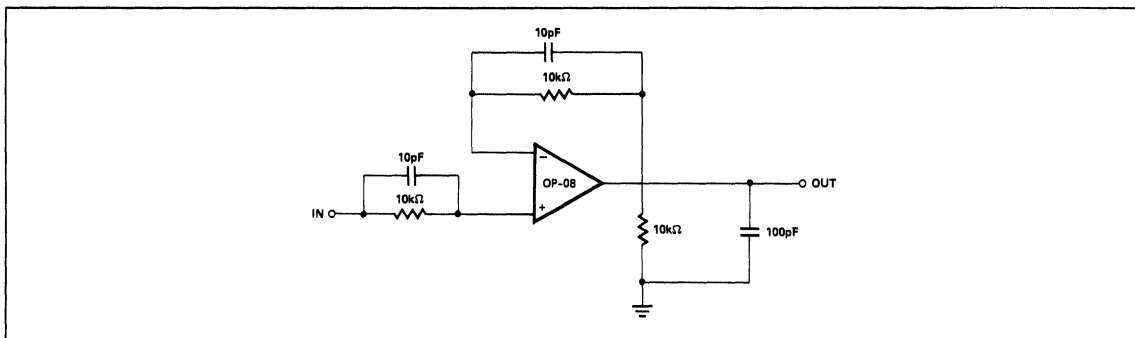 10pF
10kΩ
10pF
10kΩ
−
OP-08
+
IN
OUT
10kΩ
100pF